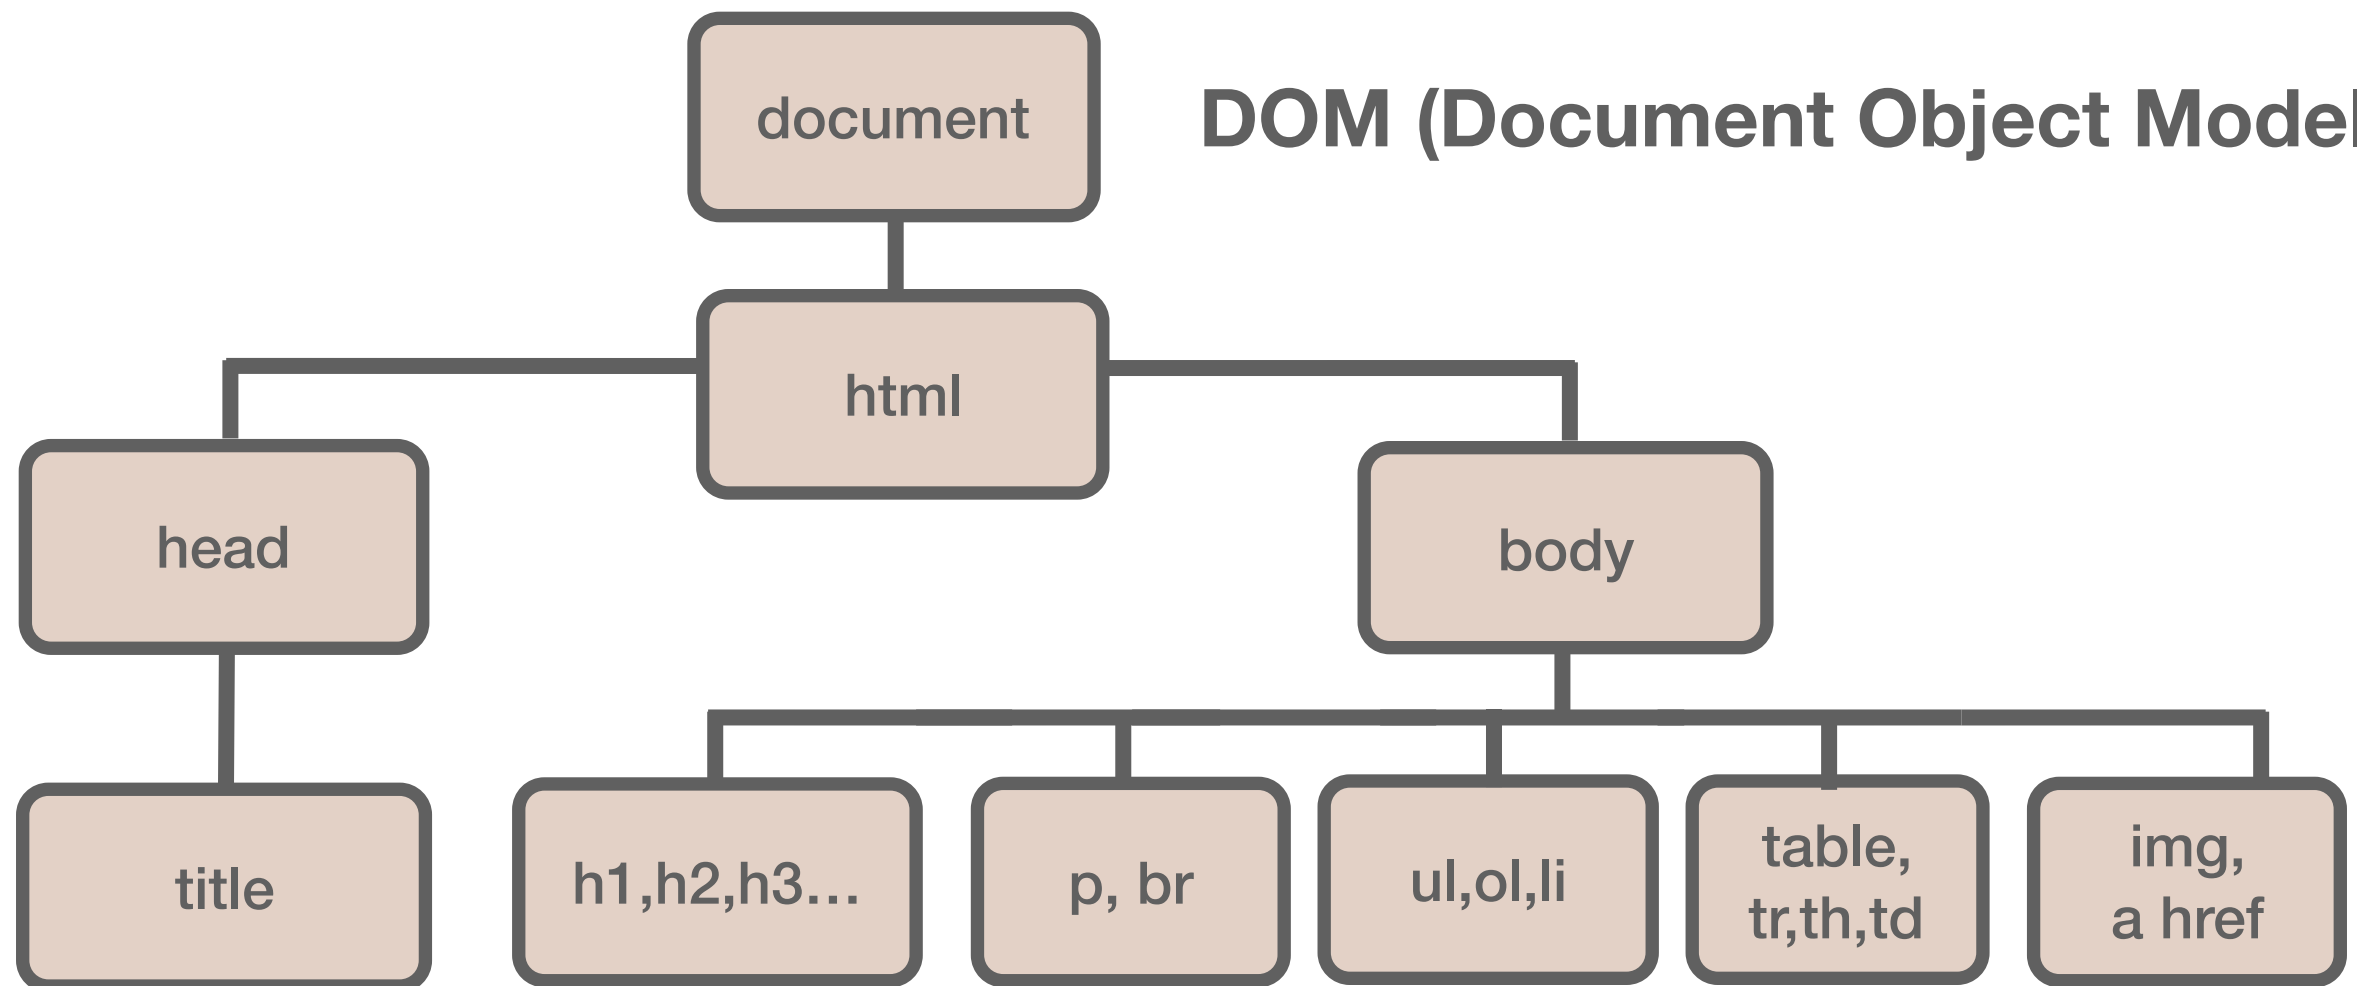 document
DOM (Document Object Model
html
head
body
title
h1,h2,h3...
p, br
ul,ol,li
table,
tr,th,td
img,
a href